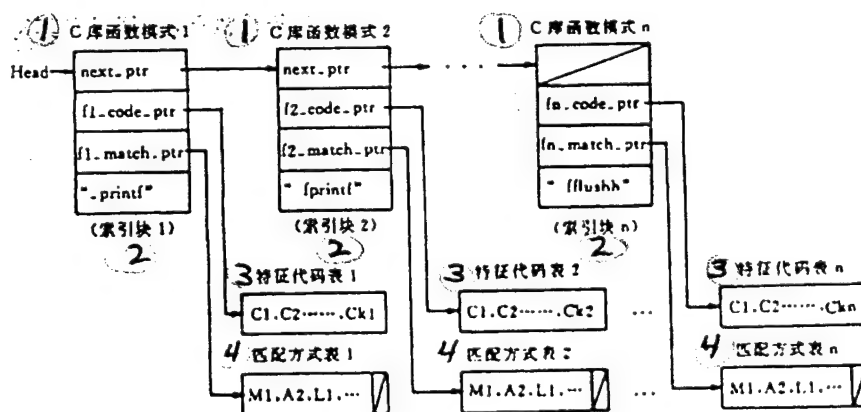 ① C 库函数模式 1
① C 库函数模式 2
① C 库函数模式 n
Head
next_ptr
next_ptr
. . . .
f1_code_ptr
f2_code_ptr
fn_code_ptr
f1_match_ptr
f2_match_ptr
fn_match_ptr
"_printf"
" fprintf"
" fflushh"
(索引块 1)
(索引块 2)
(索引块 n)
2
2
2
3 特征代码表 1
3 特征代码表 2
3 特征代码表 n
C1.C2……Ck1
C1.C2……Ck2
...
C1.C2……Ckn
4 匹配方式表 1
4 匹配方式表 2
4 匹配方式表 n
M1.A2.L1.…
M1.A2.L1.…
...
M1.A2.L1.…